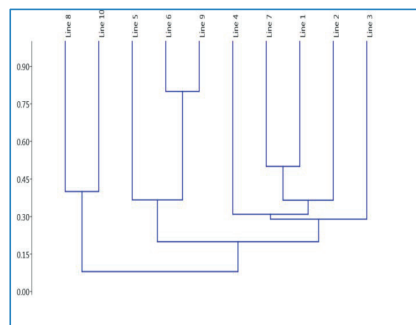 Line 8
Line 10
Line 5
Line 6
Line 9
Line 4
Line 7
Line 1
Line 2
Line 3
0.90
0.75
0.60
0.45
0.30
0.15
0.00